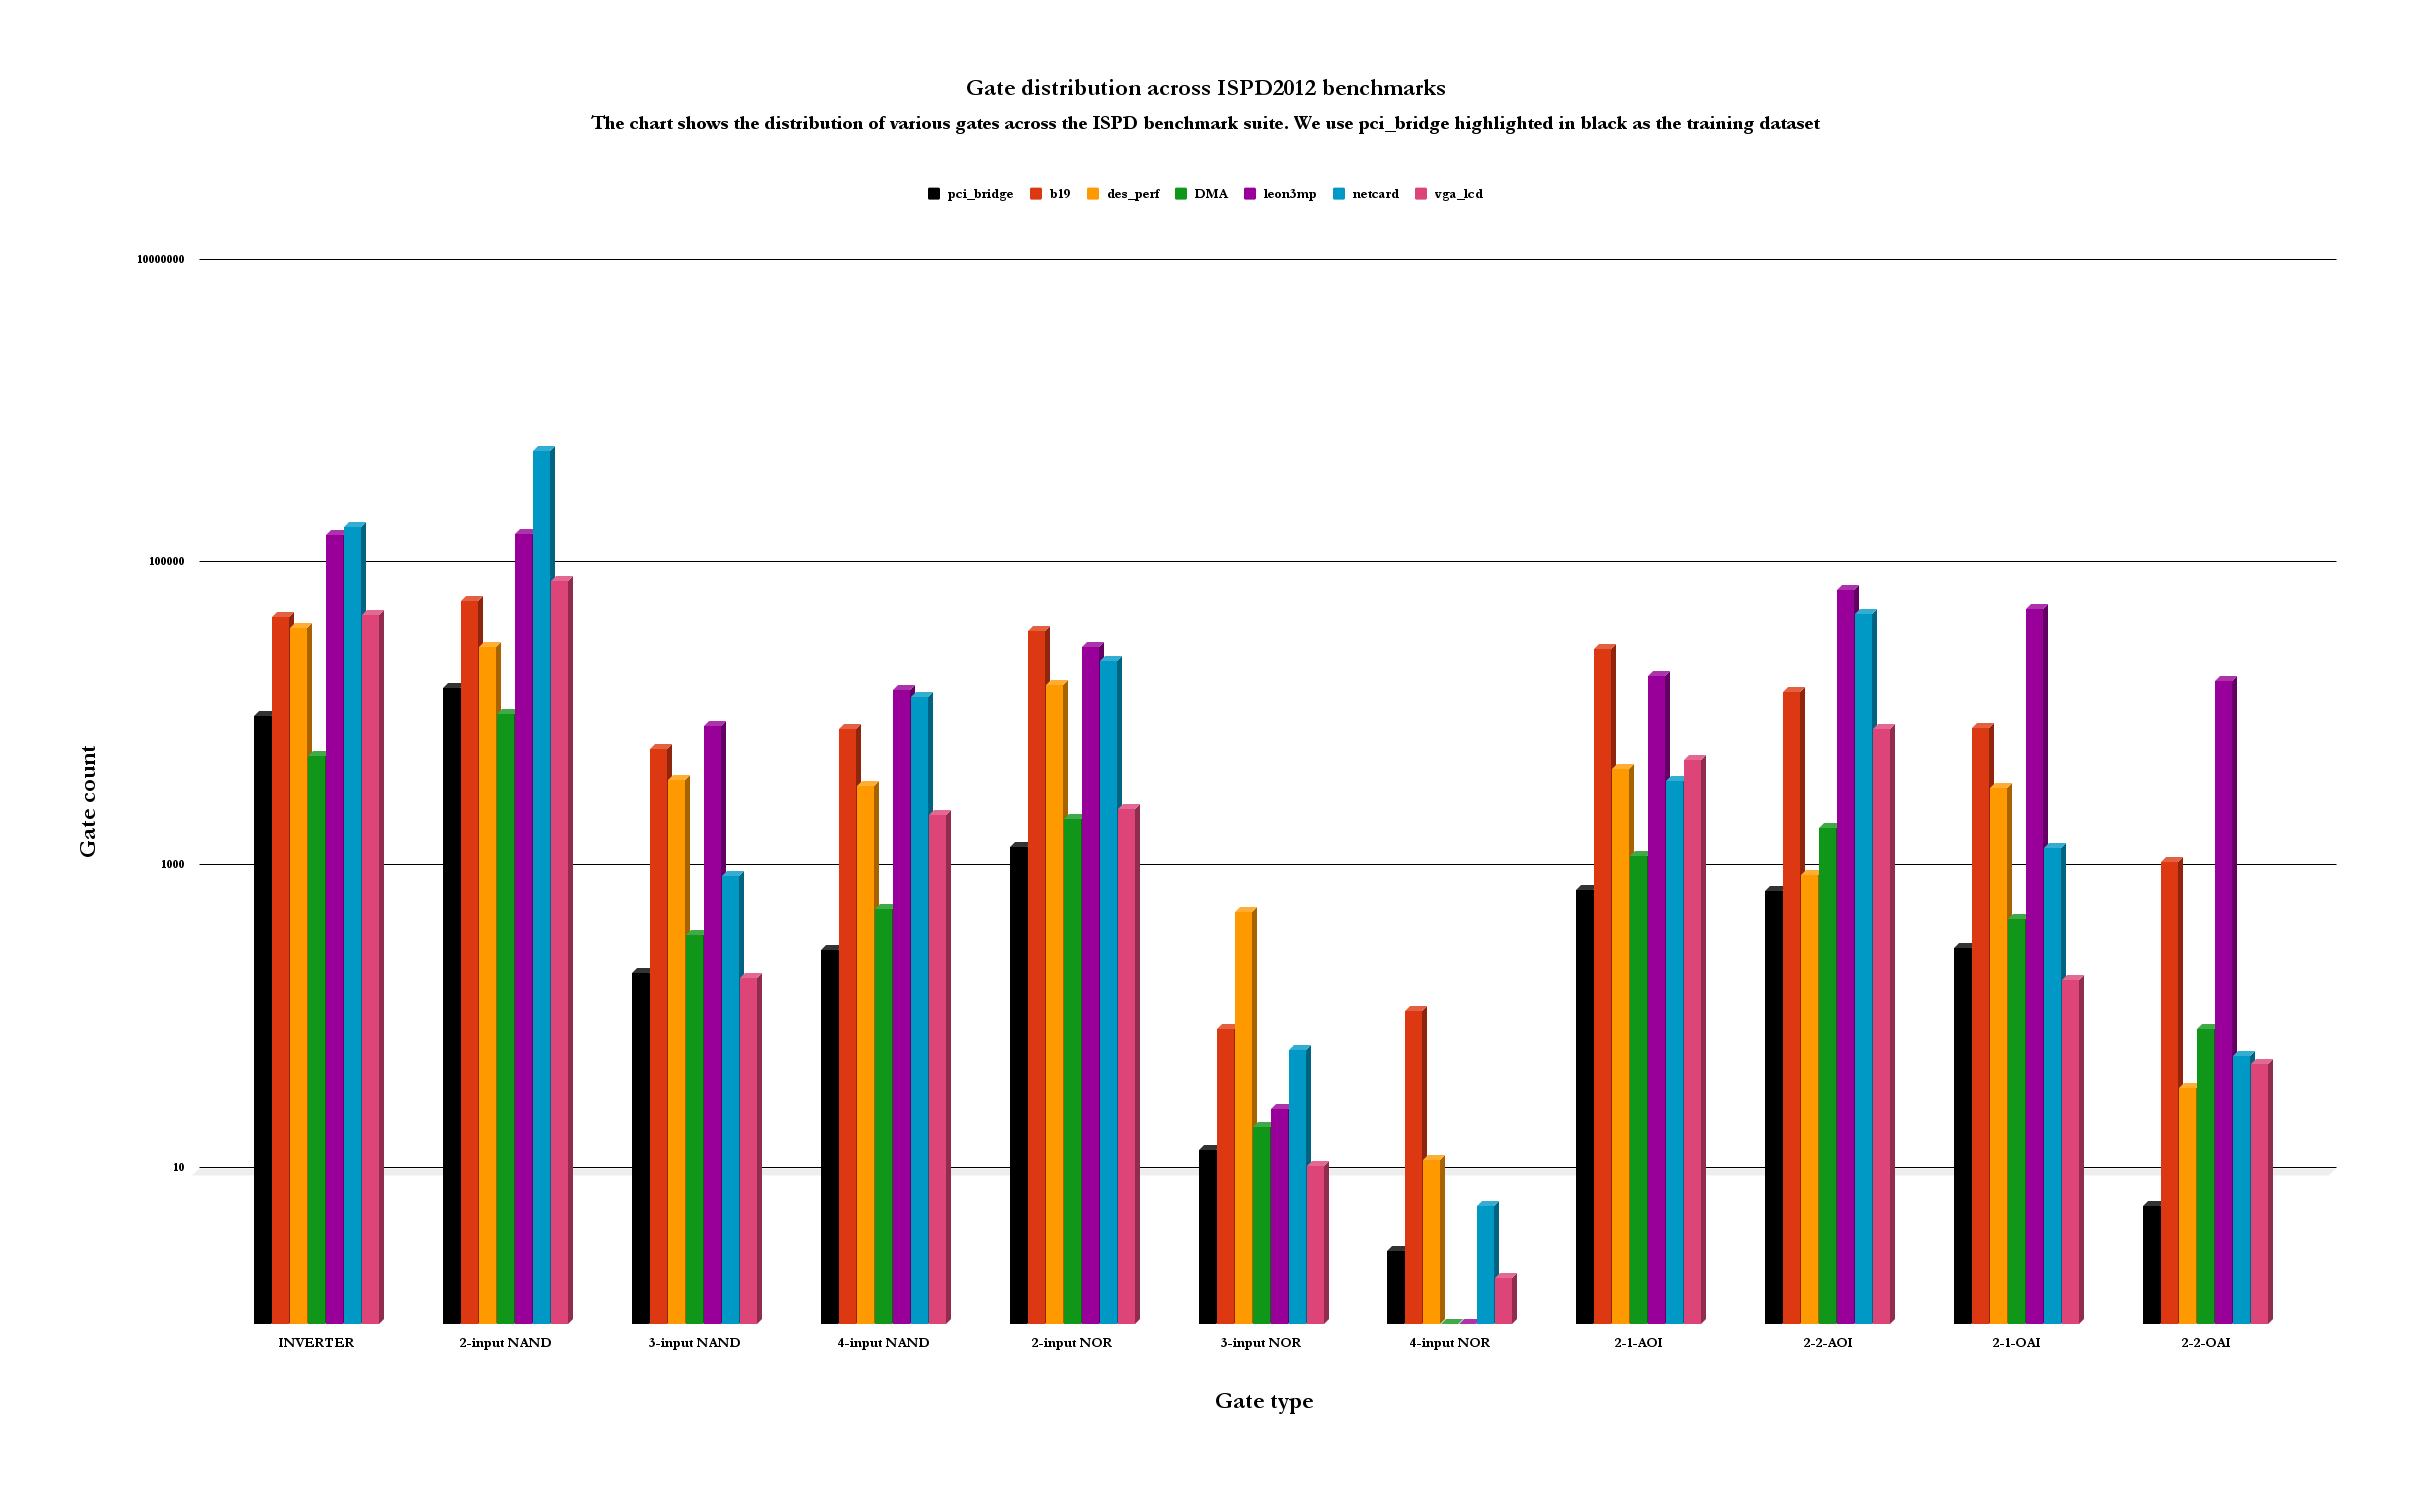 Gate distribution across ISPD2012 benchmarks
The chart shows the distribution of various gates across the ISPD benchmark suite. We use pci_bridge highlighted in black as the training dataset
pci_bridge b19 des_perf DMA leon3mp netcard vga_lcd
10000000
100000
1000
10
Gate count
INVERTER 2-input NAND 3-input NAND 4-input NAND 2-input NOR 3-input NOR 4-input NOR 2-1-AOI 2-2-AOI 2-1-OAI 2-2-OAI
Gate type